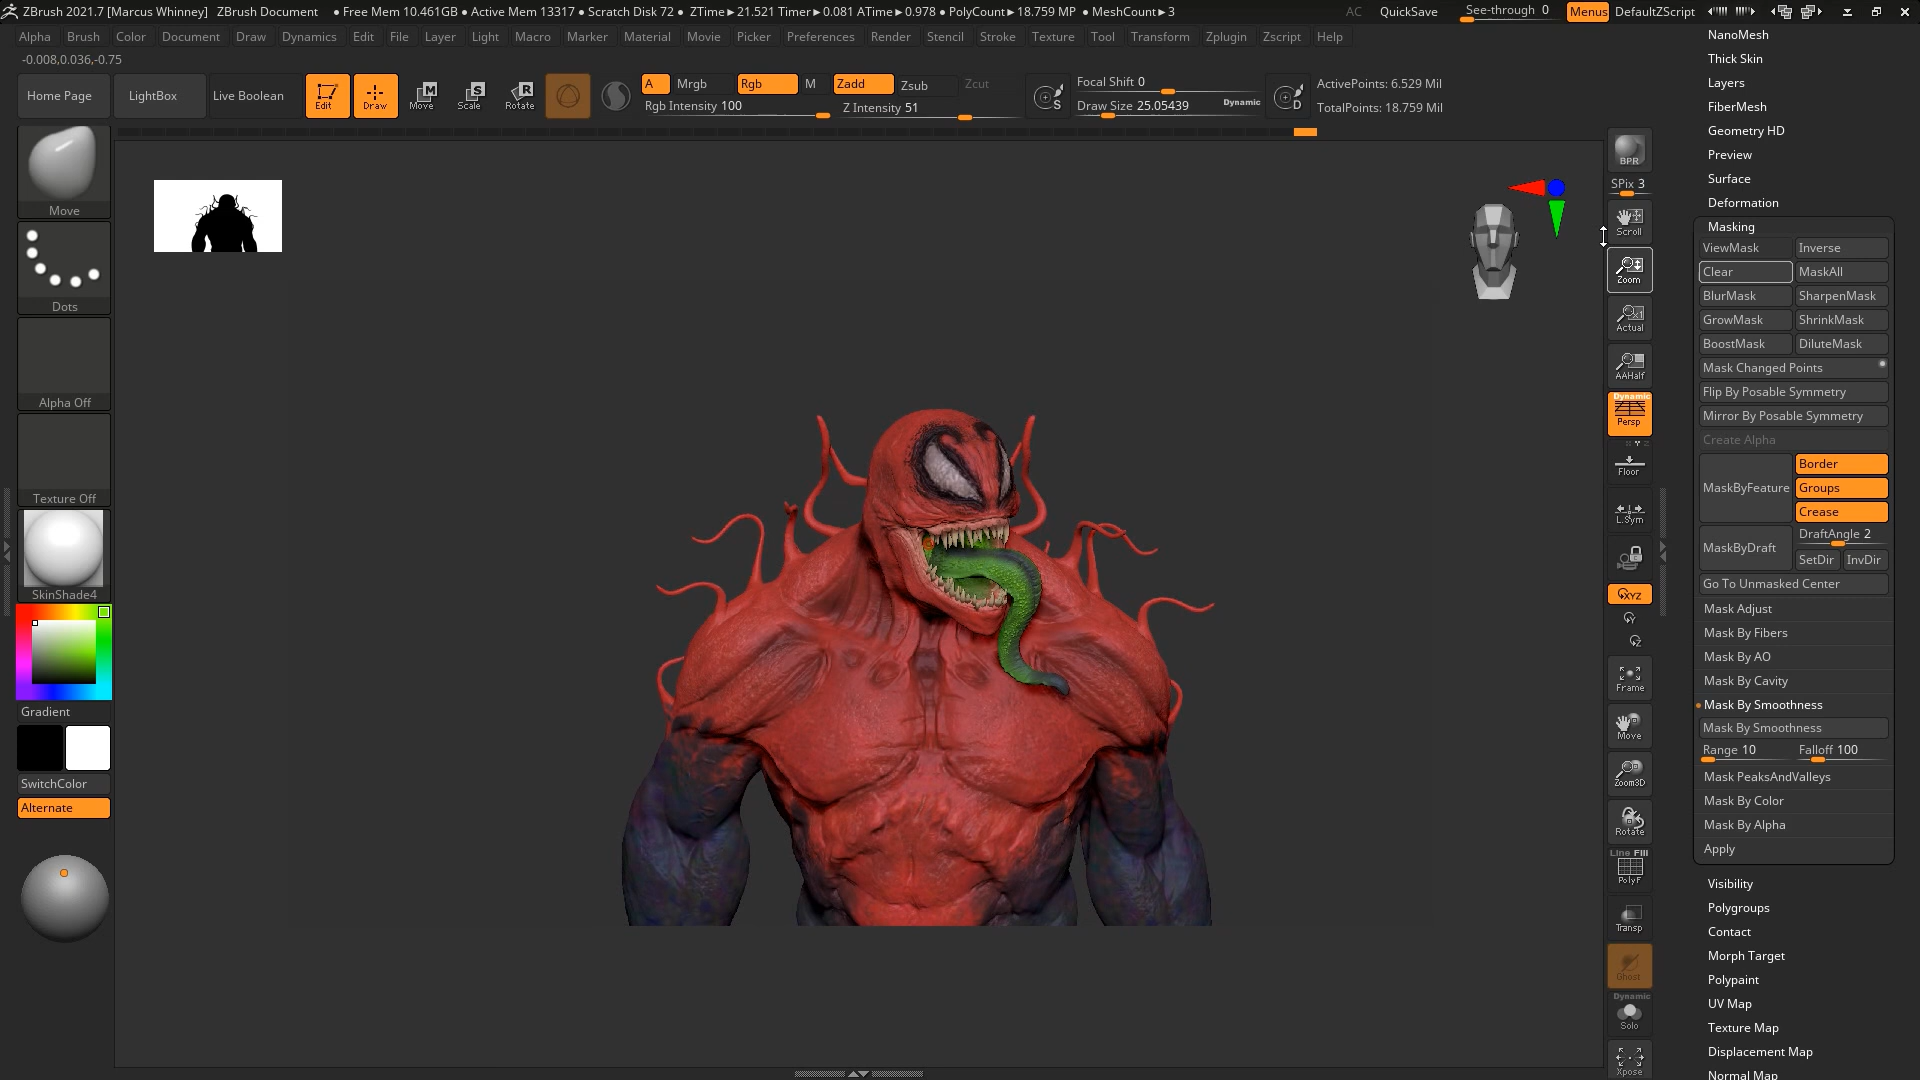 ZBrush 2021.7 [Marcus Whinney] ZBrush Document ● Free Mem 10.461GB ● Active Mem 13317 ● Scratch Disk 72 ● ZTime►21.521 Timer►0.081 ATime►0.978 ● PolyCount►18.759 MP ● MeshCount►3 AC QuickSave See-through 0 Menus DefaultZScript
Alpha Brush Color Document Draw Dynamics Edit File Layer Light Macro Marker Material Movie Picker Preferences Render Stencil Stroke Texture Tool Transform Zplugin Zscript Help
-0.008,0.036,-0.75
Home Page LightBox Live Boolean Edit Draw Move Scale Rotate
M S R
A Mrgb Rgb M Zadd Zsub Zcut
Rgb Intensity 100 Z Intensity 51
S Focal Shift 0
Draw Size 25.05439 Dynamic
D ActivePoints: 6.529 Mil
TotalPoints: 18.759 Mil
Move
Dots
Alpha Off
Texture Off
SkinShade4
Gradient
SwitchColor
Alternate
BPR
SPix 3
Scroll
Zoom
Actual
AAHalf
Dynamic
Persp
Floor
L.Sym
XYZ
Y
Z
Frame
Move
Zoom3D
Rotate
Line Fill
PolyF
Transp
Ghost
Dynamic
Solo
Xpose
NanoMesh
Thick Skin
Layers
FiberMesh
Geometry HD
Preview
Surface
Deformation
Masking
ViewMask Inverse
Clear MaskAll
BlurMask SharpenMask
GrowMask ShrinkMask
BoostMask DiluteMask
Mask Changed Points
Flip By Posable Symmetry
Mirror By Posable Symmetry
Create Alpha
MaskByFeature Border
Groups
Crease
MaskByDraft DraftAngle 2
SetDir InvDir
Go To Unmasked Center
Mask Adjust
Mask By Fibers
Mask By AO
Mask By Cavity
Mask By Smoothness
Mask By Smoothness
Range 10 Falloff 100
Mask PeaksAndValleys
Mask By Color
Mask By Alpha
Apply
Visibility
Polygroups
Contact
Morph Target
Polypaint
UV Map
Texture Map
Displacement Map
Normal Map